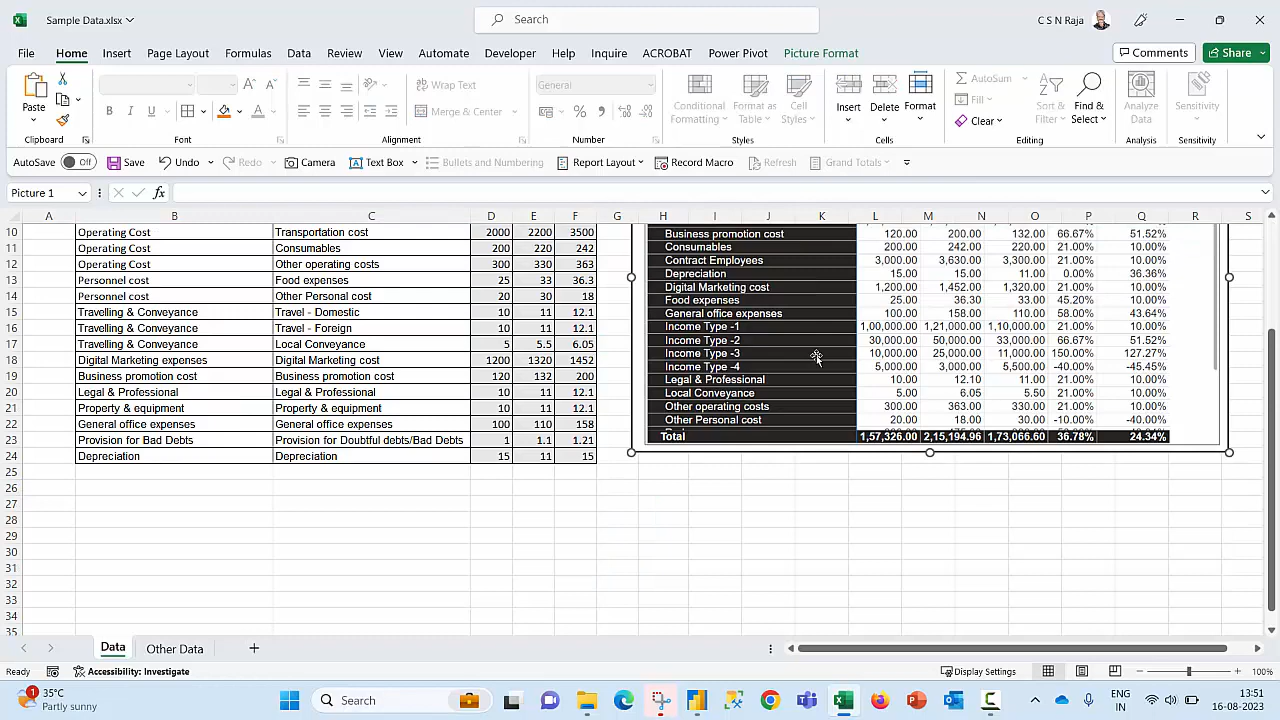 Sample Data.xlsx
Search
C S N Raja
File Home Insert Page Layout Formulas Data Review View Automate Developer Help Inquire ACROBAT Power Pivot Picture Format Comments Share
Paste
Clipboard
B I U
Font
Wrap Text
Merge & Center
Alignment
General
Number
Conditional Formatting
Format as Table
Cell Styles
Styles
Insert Delete Format
Cells
AutoSum
Fill
Clear
Sort & Filter
Find & Select
Editing
Analyze Data
Analysis
Sensitivity
Sensitivity
AutoSave Off Save Undo Redo Camera Text Box Bullets and Numbering Report Layout Record Macro Refresh Grand Totals
Picture 1 fx
A B C D E F G H I J K L M N O P Q R S
10 Operating Cost Transportation cost 2000 2200 3500
11 Operating Cost Consumables 200 220 242
12 Operating Cost Other operating costs 300 330 363
13 Personnel cost Food expenses 25 33 36.3
14 Personnel cost Other Personal cost 20 30 18
15 Travelling & Conveyance Travel - Domestic 10 11 12.1
16 Travelling & Conveyance Travel - Foreign 10 11 12.1
17 Travelling & Conveyance Local Conveyance 5 5.5 6.05
18 Digital Marketing expenses Digital Marketing cost 1200 1320 1452
19 Business promotion cost Business promotion cost 120 132 200
20 Legal & Professional Legal & Professional 10 11 12.1
21 Property & equipment Property & equipment 10 11 12.1
22 General office expenses General office expenses 100 110 158
23 Provision for Bad Debts Provision for Doubtful debts/Bad Debts 1 1.1 1.21
24 Depreciation Depreciation 15 11 15
25
26
27
28
29
30
31
32
33
34
35
Business promotion cost 120.00 200.00 132.00 66.67% 51.52%
Consumables 200.00 242.00 220.00 21.00% 10.00%
Contract Employees 3,000.00 3,630.00 3,300.00 21.00% 10.00%
Depreciation 15.00 15.00 11.00 0.00% 36.38%
Digital Marketing cost 1,200.00 1,452.00 1,320.00 21.00% 10.00%
Food expenses 25.00 36.30 33.00 45.20% 10.00%
General office expenses 100.00 158.00 110.00 58.00% 43.64%
Income Type -1 1,00,000.00 1,21,000.00 1,10,000.00 21.00% 10.00%
Income Type -2 30,000.00 50,000.00 33,000.00 66.67% 51.52%
Income Type -3 10,000.00 25,000.00 11,000.00 150.00% 127.27%
Income Type -4 5,000.00 3,000.00 5,500.00 -40.00% -45.45%
Legal & Professional 10.00 12.10 11.00 21.00% 10.00%
Local Conveyance 5.00 6.05 5.50 21.00% 10.00%
Other operating costs 300.00 363.00 330.00 21.00% 10.00%
Other Personal cost 20.00 18.00 30.00 -10.00% -40.00%
Total 1,57,326.00 2,15,194.96 1,73,066.60 36.78% 24.34%
Data Other Data
Ready Accessibility: Investigate Display Settings 100%
1 35°C
Partly sunny
Search
ENG
IN
13:51
16-08-2023